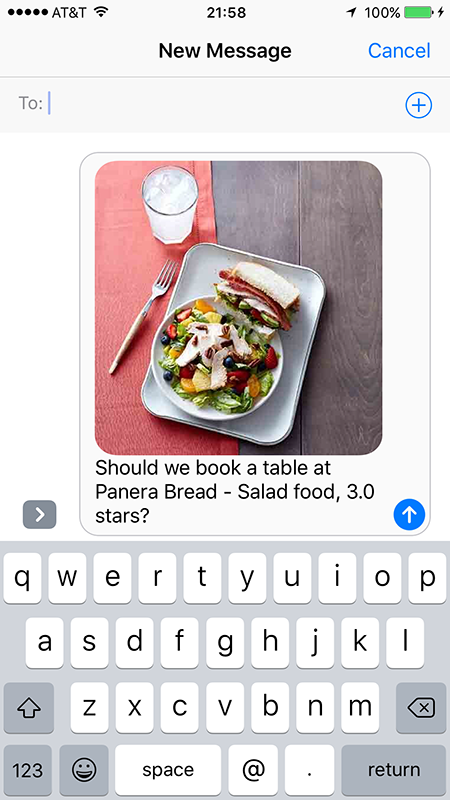 AT&T 21:58 100%
New Message Cancel
To:
Should we book a table at
Panera Bread - Salad food, 3.0
stars?
q w e r t y u i o p
a s d f g h j k l
z x c v b n m
123 space @ . return